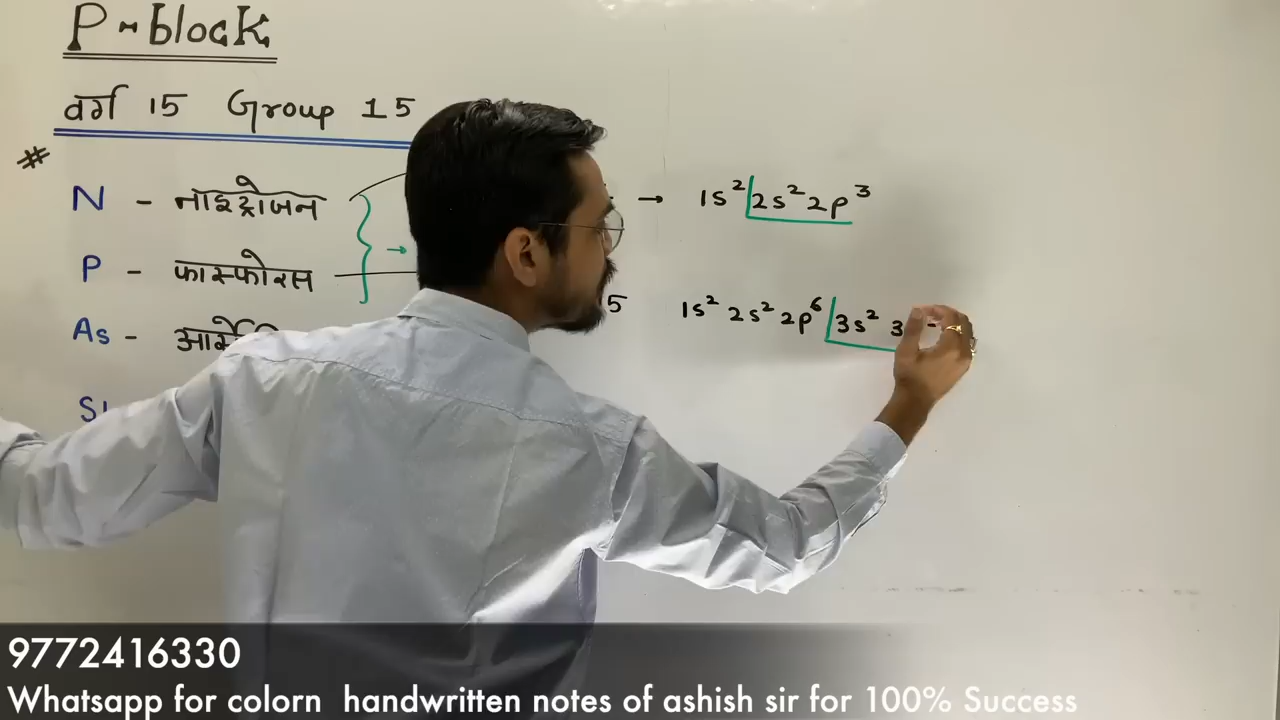 P-block
वर्ग 15 Group 15
#
N - नाइट्रोजन → 1s² 2s² 2p³
P - फास्फोरस 5 1s² 2s² 2p⁶ 3s² 3
As -
9772416330
Whatsapp for colorn handwritten notes of ashish sir for 100% Success